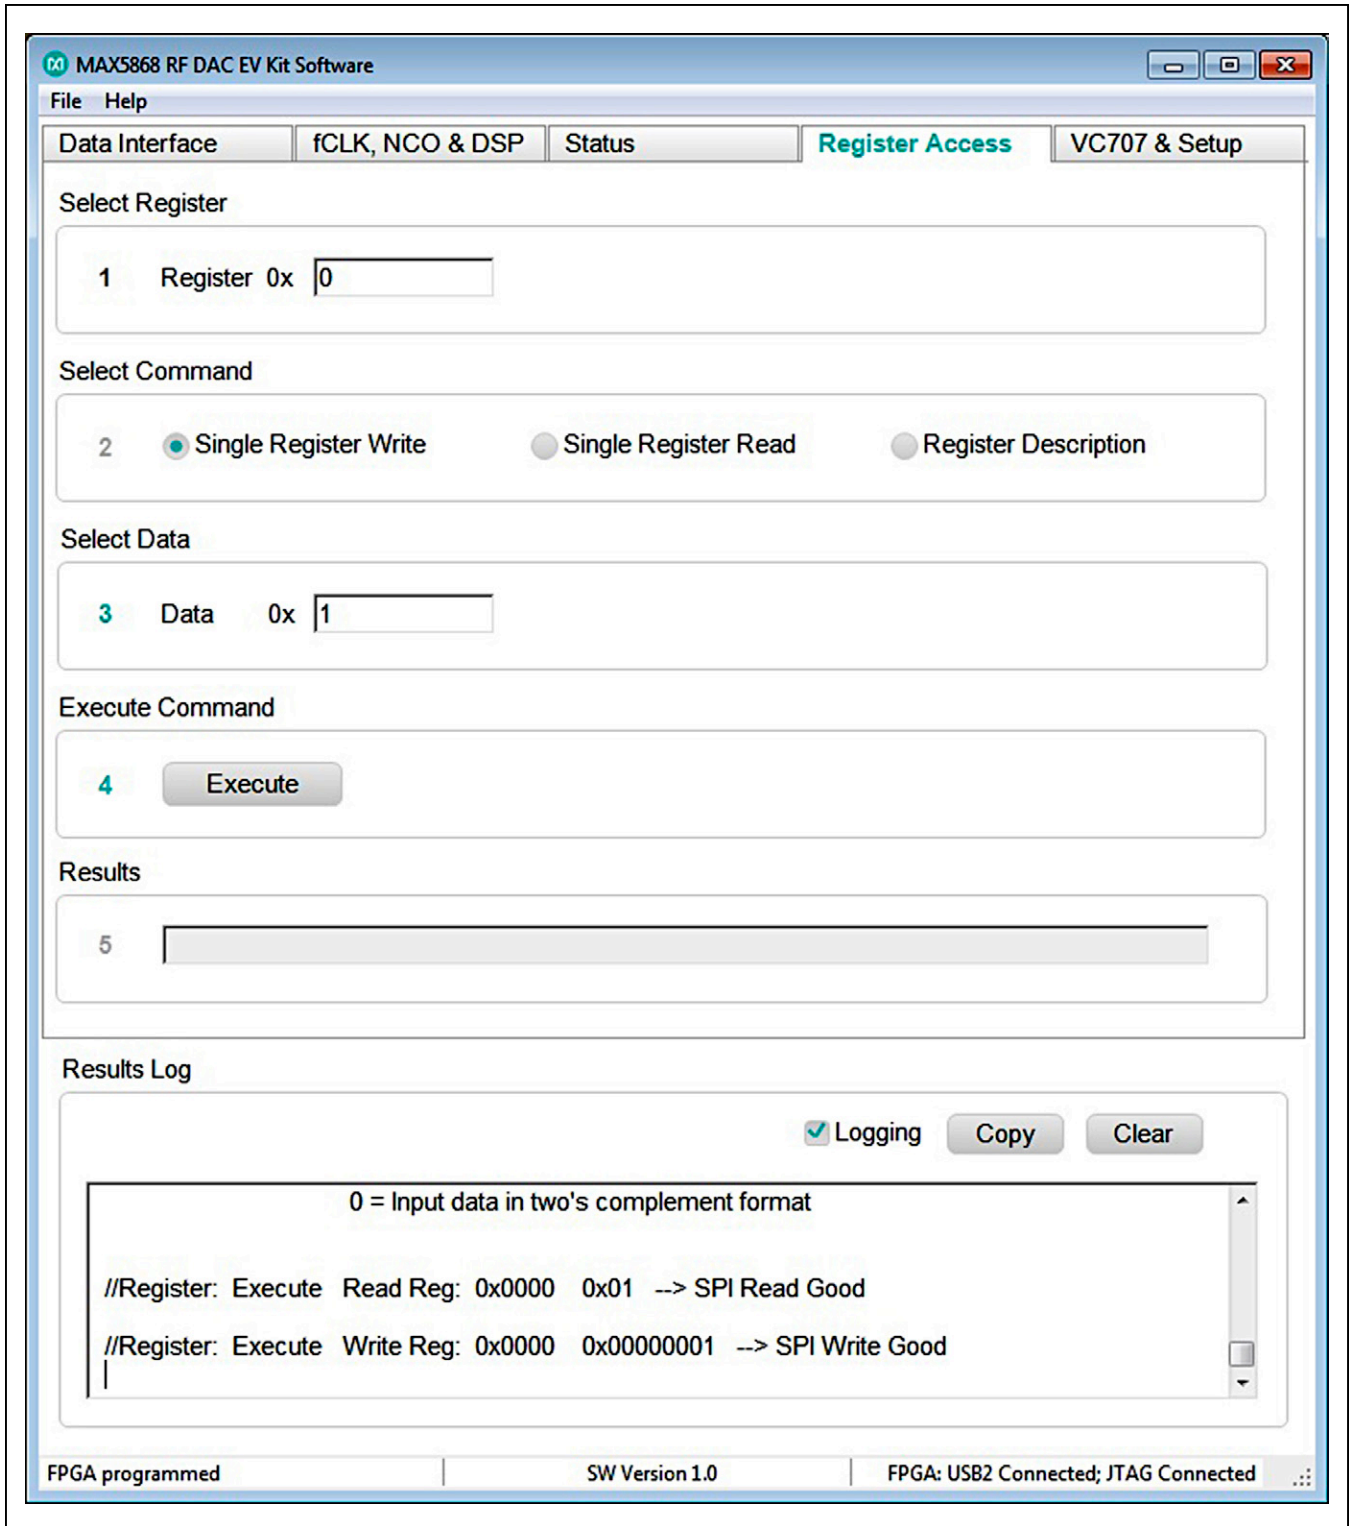 MAX5868 RF DAC EV Kit Software
File Help
Data Interface fCLK, NCO & DSP Status Register Access VC707 & Setup
Select Register
1 Register 0x 0
Select Command
2 Single Register Write Single Register Read Register Description
Select Data
3 Data 0x 1
Execute Command
4 Execute
Results
5
Results Log
Logging Copy Clear
0 = Input data in two's complement format
//Register: Execute Read Reg: 0x0000 0x01 --> SPI Read Good
//Register: Execute Write Reg: 0x0000 0x00000001 --> SPI Write Good
FPGA programmed SW Version 1.0 FPGA: USB2 Connected; JTAG Connected